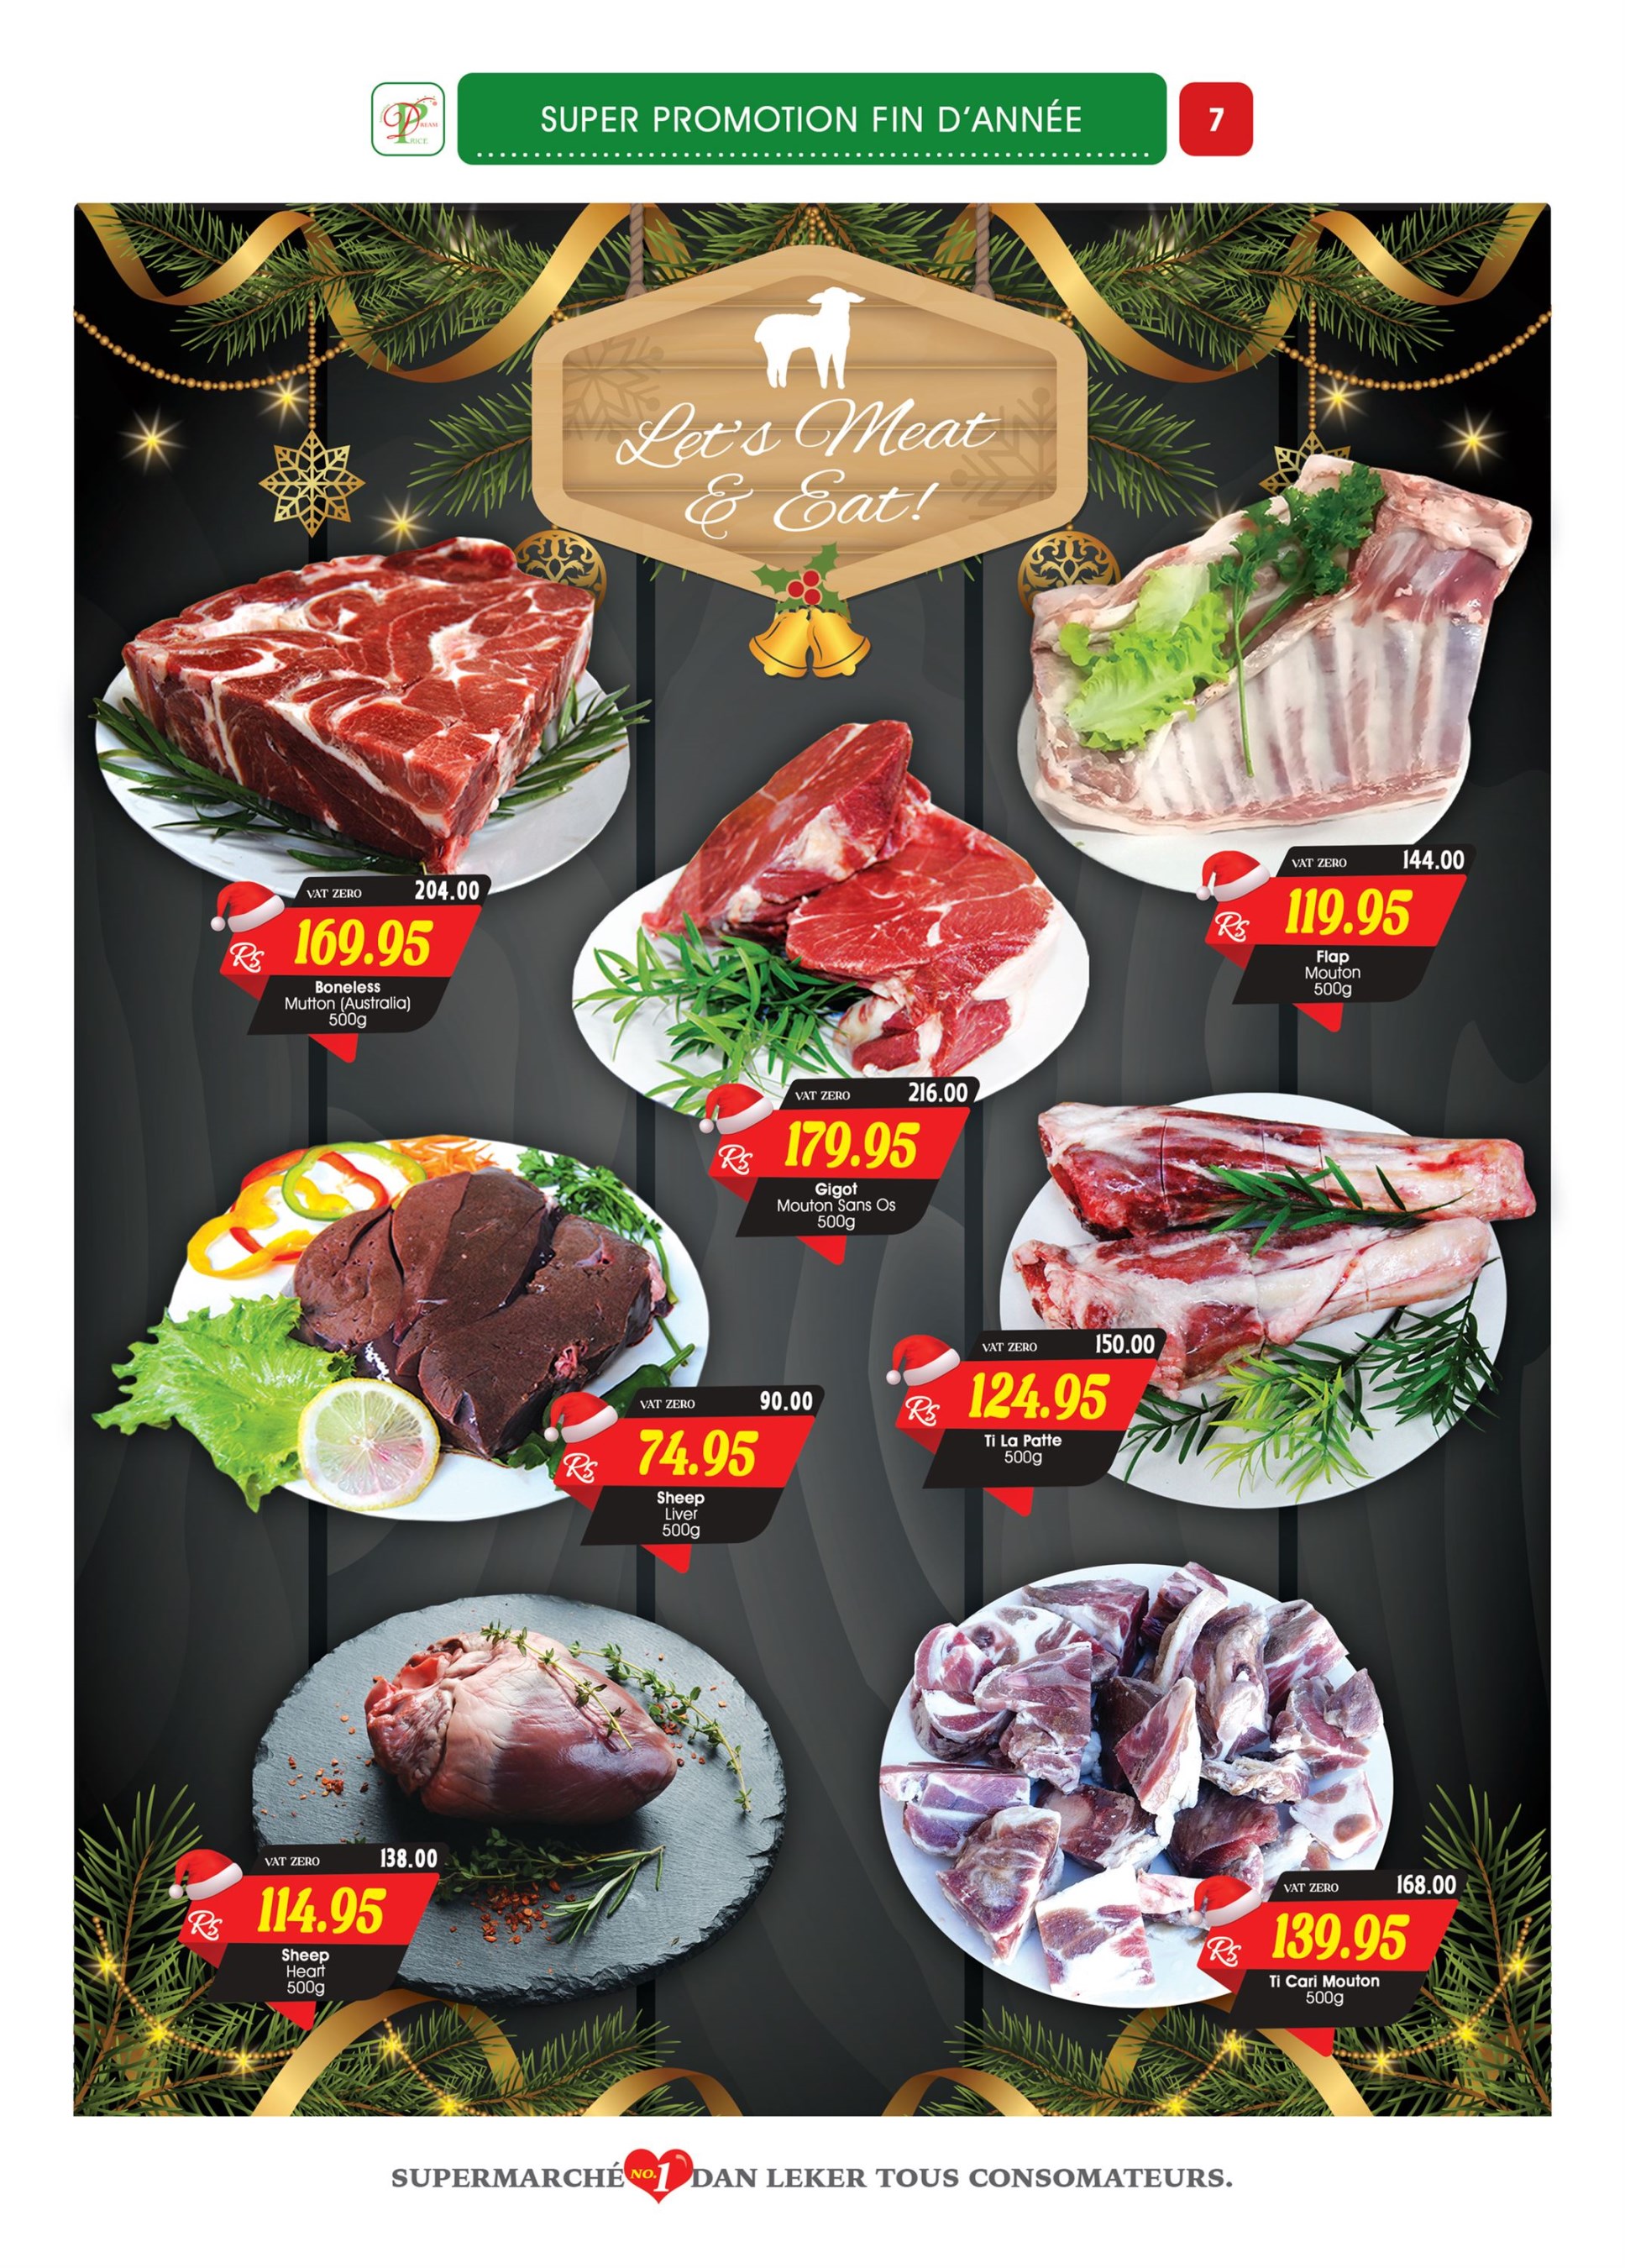 Dream
Price
SUPER PROMOTION FIN D'ANNÉE
7
Let's Meat
& Eat!
VAT ZERO 204.00
Rs 169.95
Boneless
Mutton (Australia)
500g
VAT ZERO 144.00
Rs 119.95
Flap
Mouton
500g
VAT ZERO 216.00
Rs 179.95
Gigot
Mouton Sans Os
500g
VAT ZERO 90.00
Rs 74.95
Sheep
Liver
500g
VAT ZERO 150.00
Rs 124.95
Ti La Patte
500g
VAT ZERO 138.00
Rs 114.95
Sheep
Heart
500g
VAT ZERO 168.00
Rs 139.95
Ti Cari Mouton
500g
SUPERMARCHÉ NO.1 DAN LEKER TOUS CONSOMATEURS.